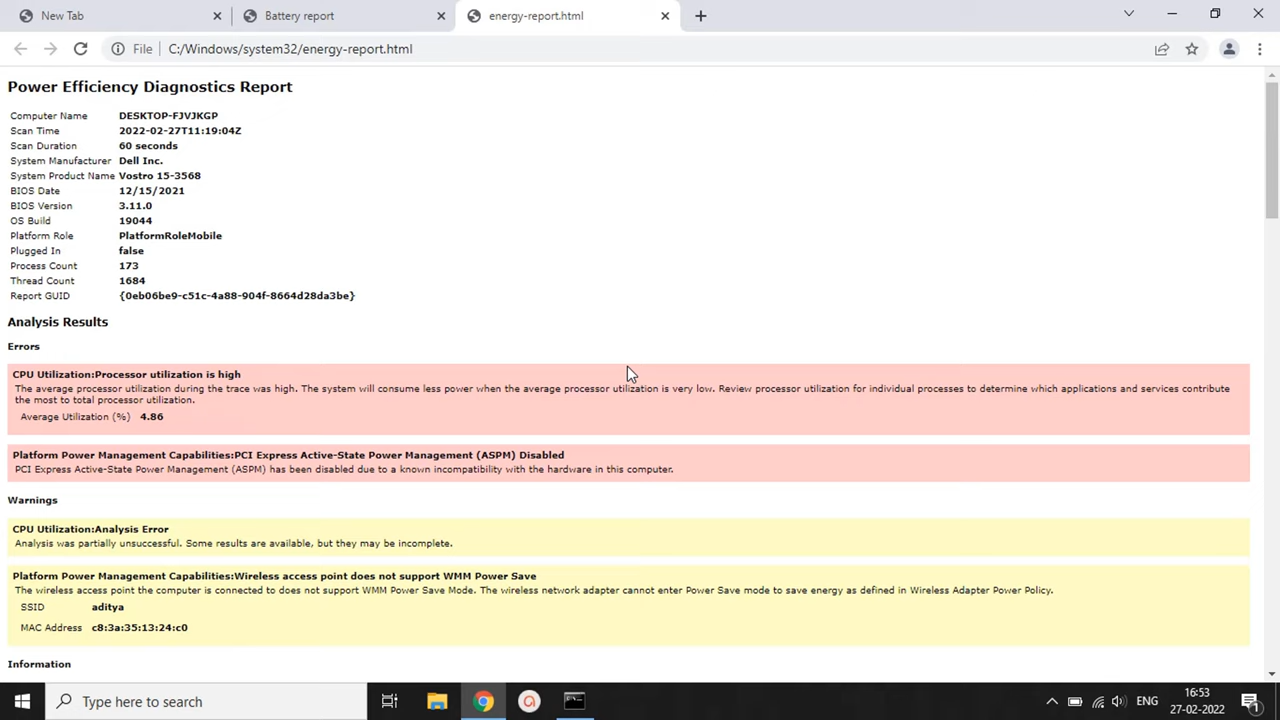 New Tab
Battery report
energy-report.html
File C:/Windows/system32/energy-report.html
Power Efficiency Diagnostics Report
Computer Name DESKTOP-FJVJKGP
Scan Time 2022-02-27T11:19:04Z
Scan Duration 60 seconds
System Manufacturer Dell Inc.
System Product Name Vostro 15-3568
BIOS Date 12/15/2021
BIOS Version 3.11.0
OS Build 19044
Platform Role PlatformRoleMobile
Plugged In false
Process Count 173
Thread Count 1684
Report GUID {0eb06be9-c51c-4a88-904f-8664d28da3be}
Analysis Results
Errors
CPU Utilization:Processor utilization is high
The average processor utilization during the trace was high. The system will consume less power when the average processor utilization is very low. Review processor utilization for individual processes to determine which applications and services contribute
the most to total processor utilization.
Average Utilization (%) 4.86
Platform Power Management Capabilities:PCI Express Active-State Power Management (ASPM) Disabled
PCI Express Active-State Power Management (ASPM) has been disabled due to a known incompatibility with the hardware in this computer.
Warnings
CPU Utilization:Analysis Error
Analysis was partially unsuccessful. Some results are available, but they may be incomplete.
Platform Power Management Capabilities:Wireless access point does not support WMM Power Save
The wireless access point the computer is connected to does not support WMM Power Save Mode. The wireless network adapter cannot enter Power Save mode to save energy as defined in Wireless Adapter Power Policy.
SSID aditya
MAC Address c8:3a:35:13:24:c0
Information
Type here to search
ENG
16:53
27-02-2022
1